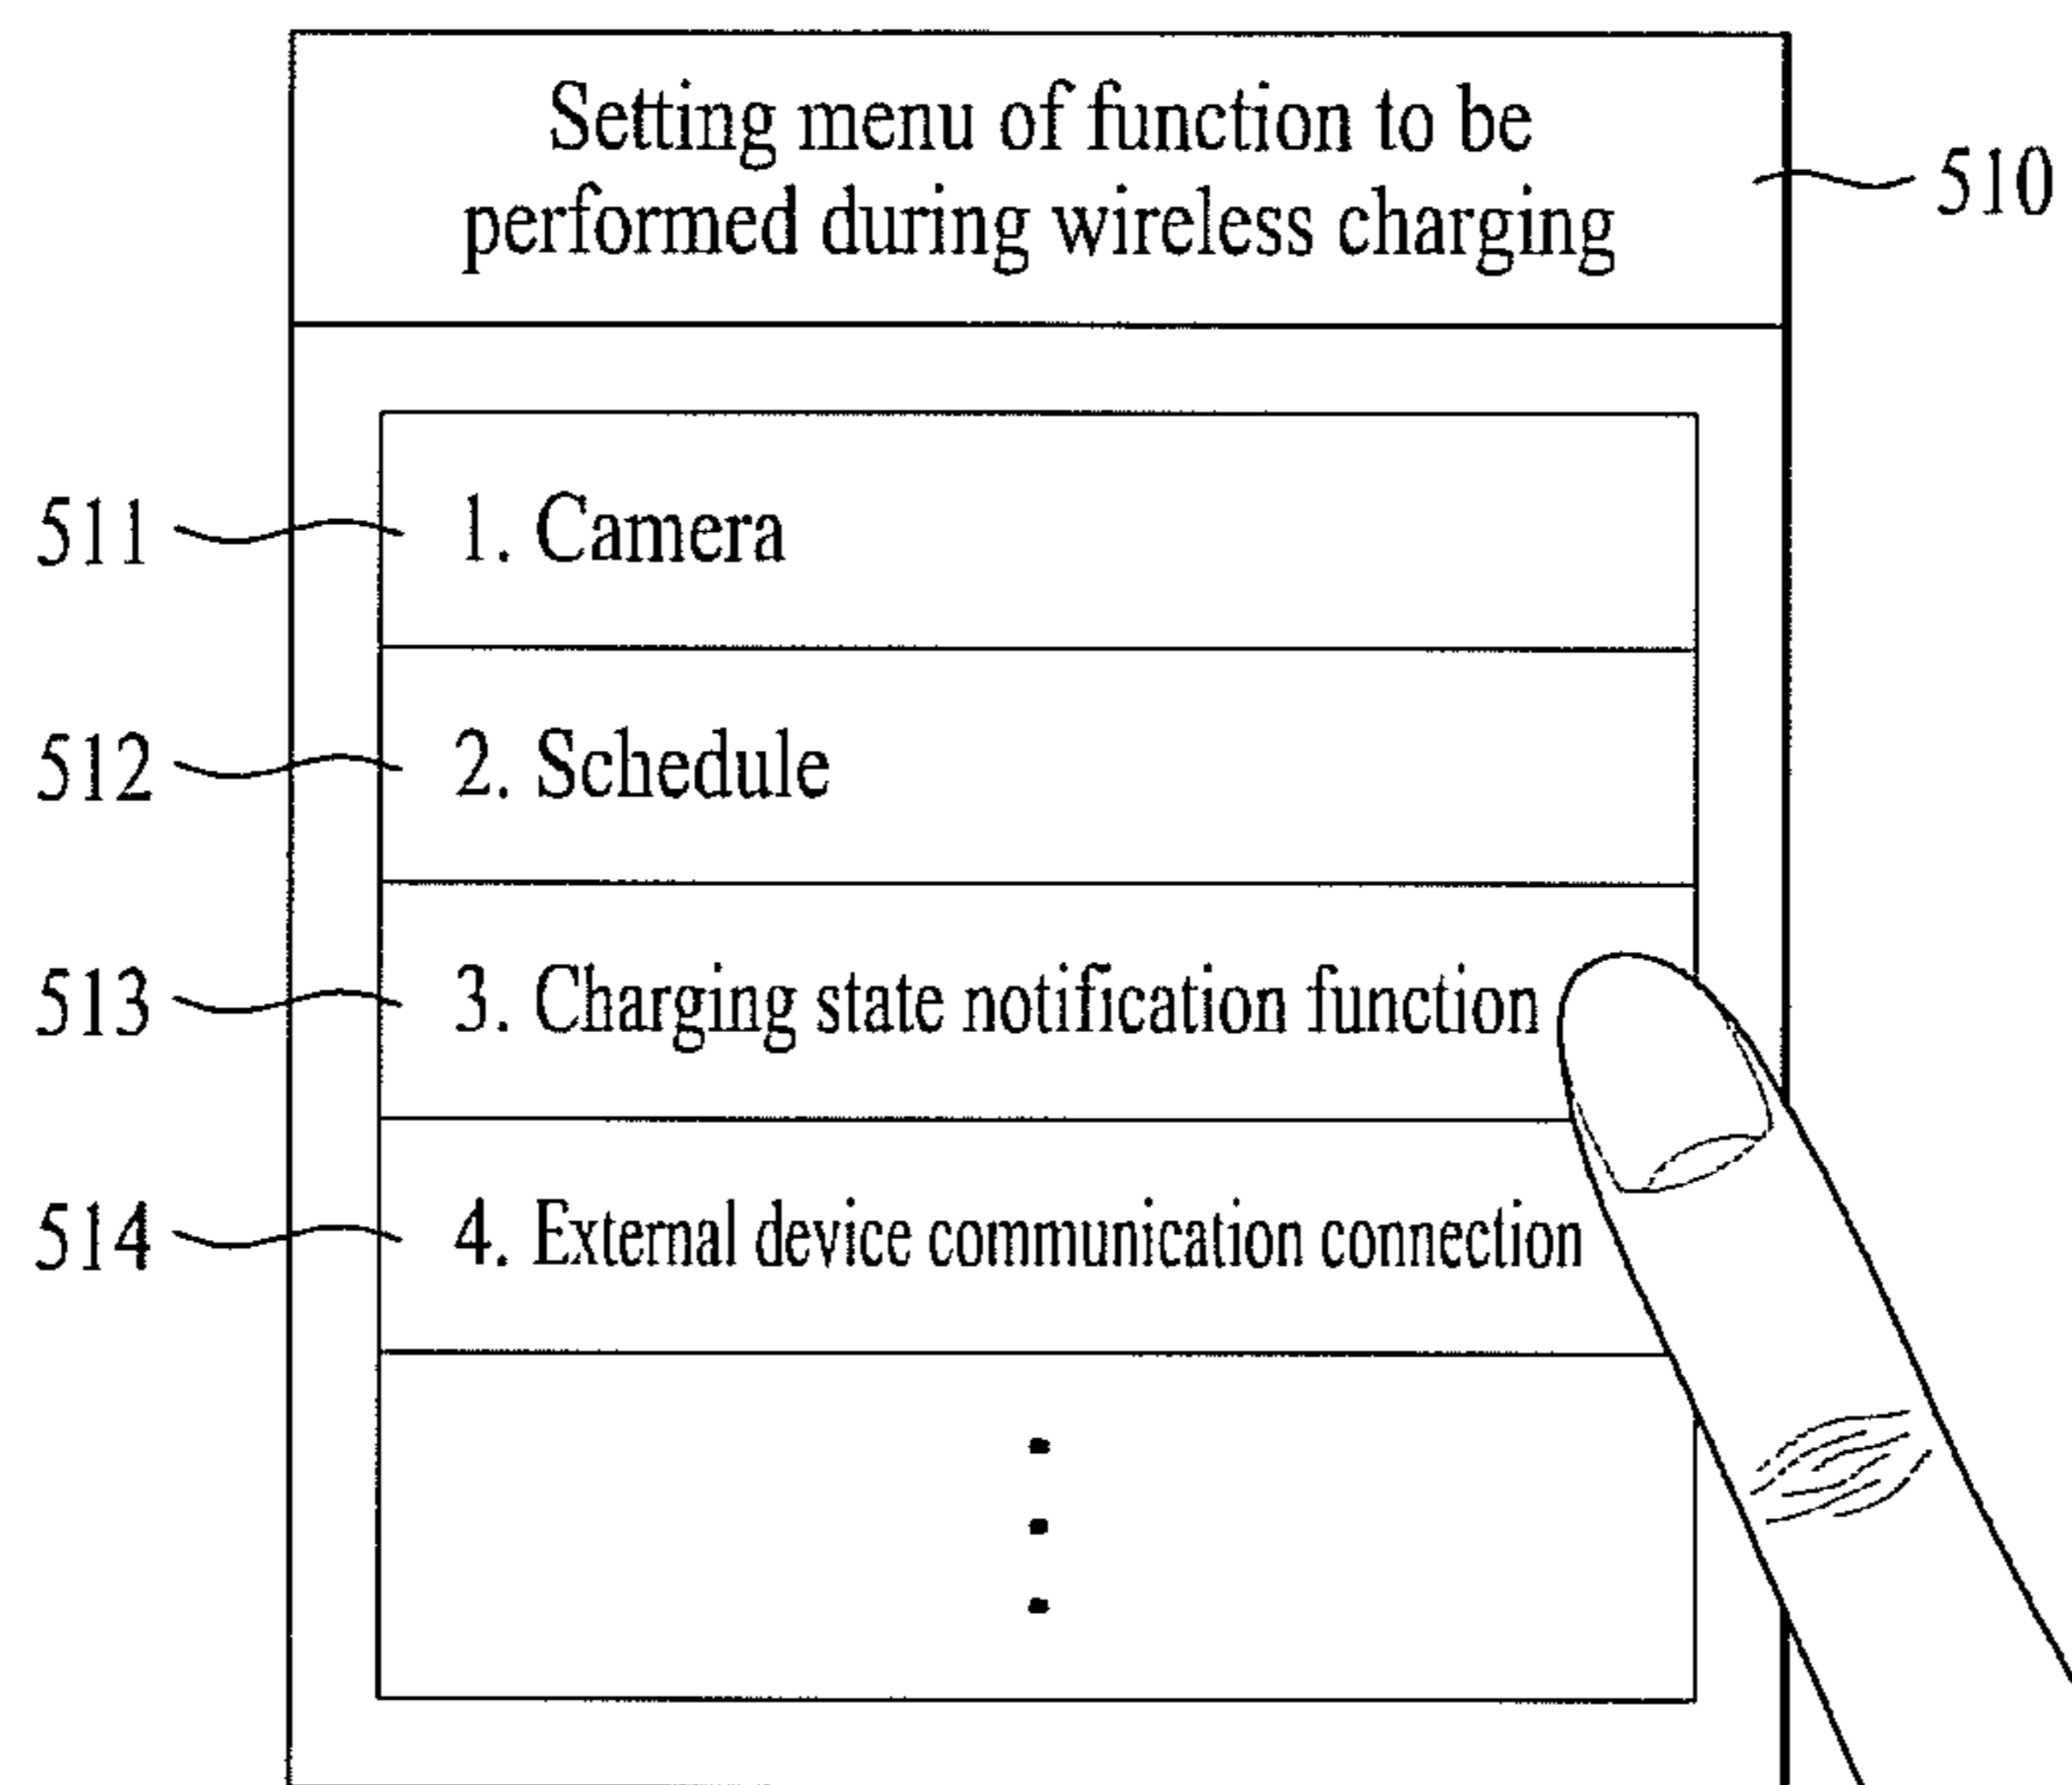 Setting menu of function to be
performed during wireless charging
510
511
1. Camera
512
2. Schedule
513
3. Charging state notification function
514
4. External device communication connection